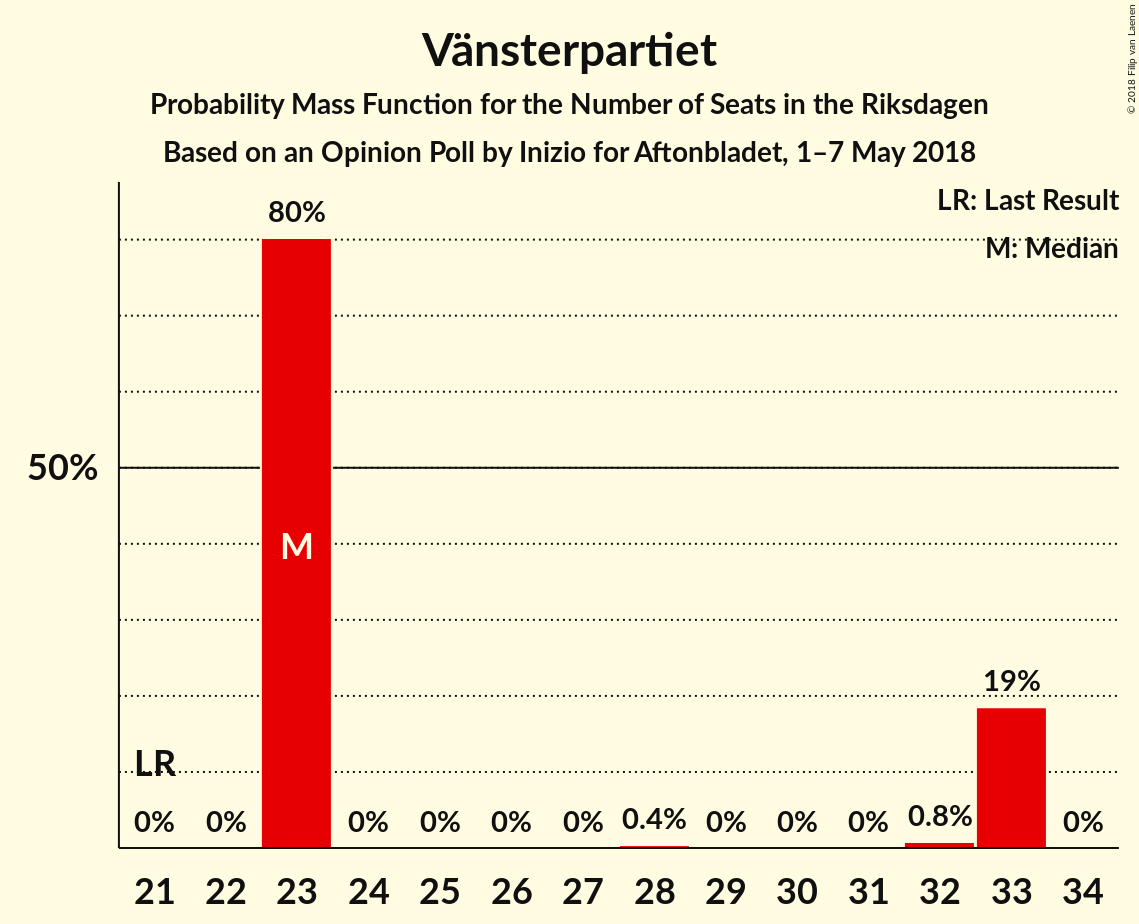 Vänsterpartiet
Probability Mass Function for the Number of Seats in the Riksdagen
Based on an Opinion Poll by Inizio for Aftonbladet, 1–7 May 2018
© 2018 Filip van Laenen
LR: Last Result
M: Median
80%
50%
M
19%
LR
0% 0% 0% 0% 0% 0% 0.4% 0% 0% 0% 0.8% 0%
21 22 23 24 25 26 27 28 29 30 31 32 33 34